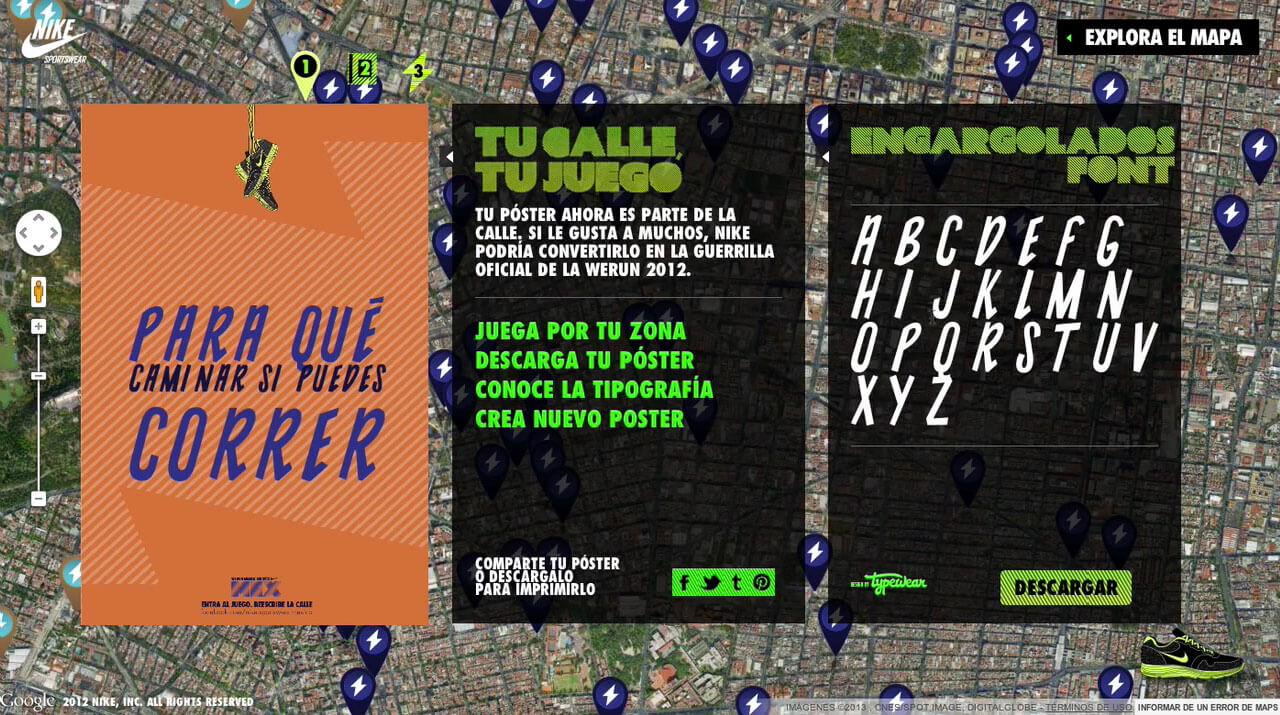 NIKE
SPORTSWEAR
1
2
3
EXPLORA EL MAPA
PARA QUÉ
CAMINAR SI PUEDES
CORRER
ENTRA AL JUEGO. REESCRIBE LA CALLE
TU CALLE,
TU JUEGO
TU PÓSTER AHORA ES PARTE DE LA
CALLE. SI LE GUSTA A MUCHOS, NIKE
PODRÍA CONVERTIRLO EN LA GUERRILLA
OFICIAL DE LA WERUN 2012.
JUEGA POR TU ZONA
DESCARGA TU PÓSTER
CONOCE LA TIPOGRAFÍA
CREA NUEVO POSTER
COMPARTE TU PÓSTER
O DESCÁRGALO
PARA IMPRIMIRLO
ENGARGOLADOS
FONT
A B C D E F G
H I J K L M N
O P Q R S T U V
X Y Z
typewear
DESCARGAR
Google 2012 NIKE, INC. ALL RIGHTS RESERVED
IMÁGENES ©2013 , CNES/SPOT IMAGE, DIGITALGLOBE - TÉRMINOS DE USO INFORMAR DE UN ERROR DE MAPS